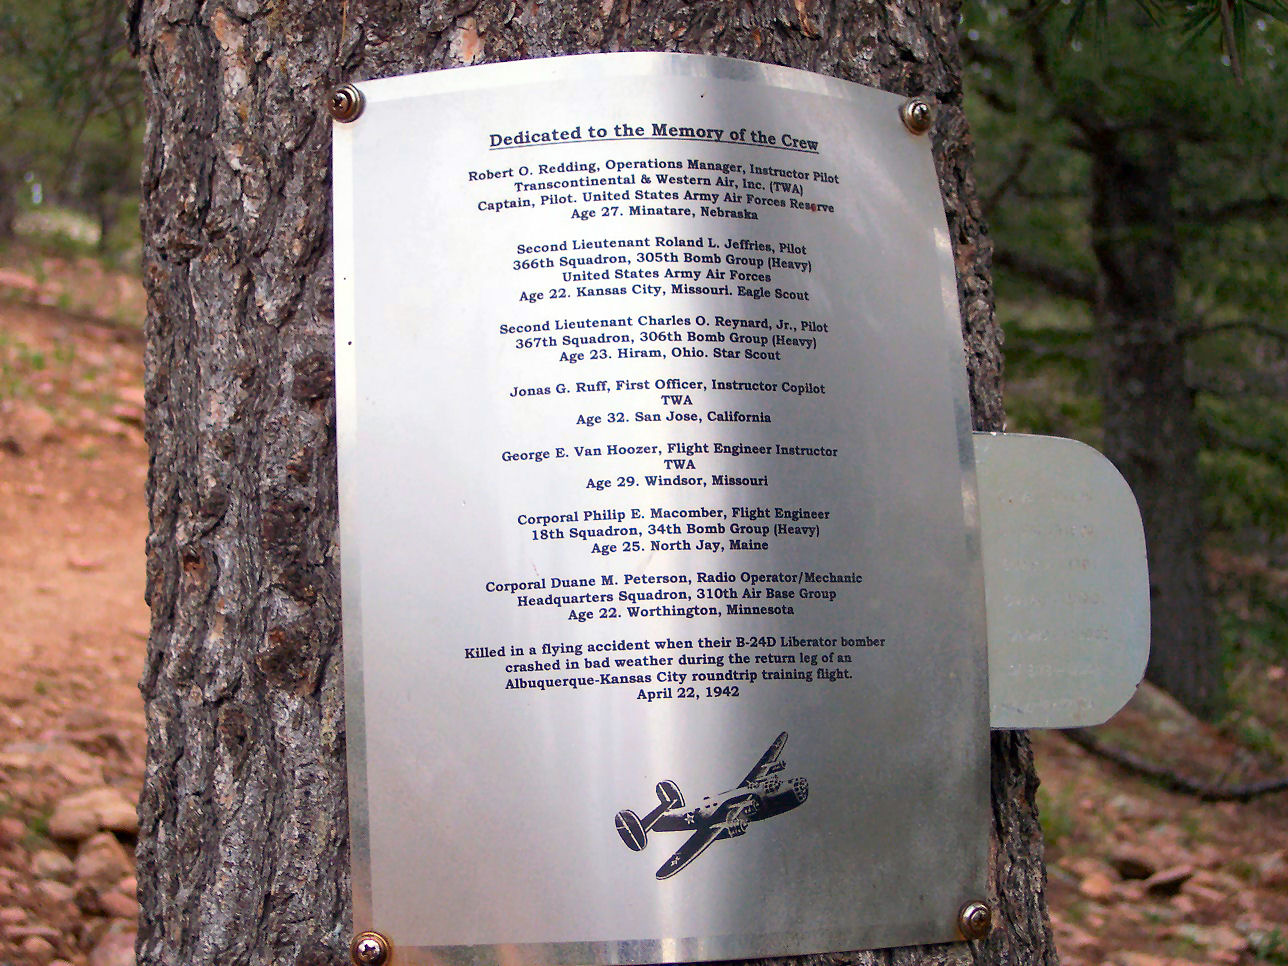 Dedicated to the Memory of the Crew
Robert O. Redding, Operations Manager, Instructor Pilot
Transcontinental & Western Air, Inc. (TWA)
Captain, Pilot. United States Army Air Forces Reserve
Age 27. Minatare, Nebraska
Second Lieutenant Roland L. Jeffries, Pilot
366th Squadron, 305th Bomb Group (Heavy)
United States Army Air Forces
Age 22. Kansas City, Missouri. Eagle Scout
Second Lieutenant Charles O. Reynard, Jr., Pilot
367th Squadron, 306th Bomb Group (Heavy)
Age 23. Hiram, Ohio. Star Scout
Jonas G. Ruff, First Officer, Instructor Copilot
TWA
Age 32. San Jose, California
George E. Van Hoozer, Flight Engineer Instructor
TWA
Age 29. Windsor, Missouri
Corporal Philip E. Macomber, Flight Engineer
18th Squadron, 34th Bomb Group (Heavy)
Age 25. North Jay, Maine
Corporal Duane M. Peterson, Radio Operator/Mechanic
Headquarters Squadron, 310th Air Base Group
Age 22. Worthington, Minnesota
Killed in a flying accident when their B-24D Liberator bomber
crashed in bad weather during the return leg of an
Albuquerque-Kansas City roundtrip training flight.
April 22, 1942